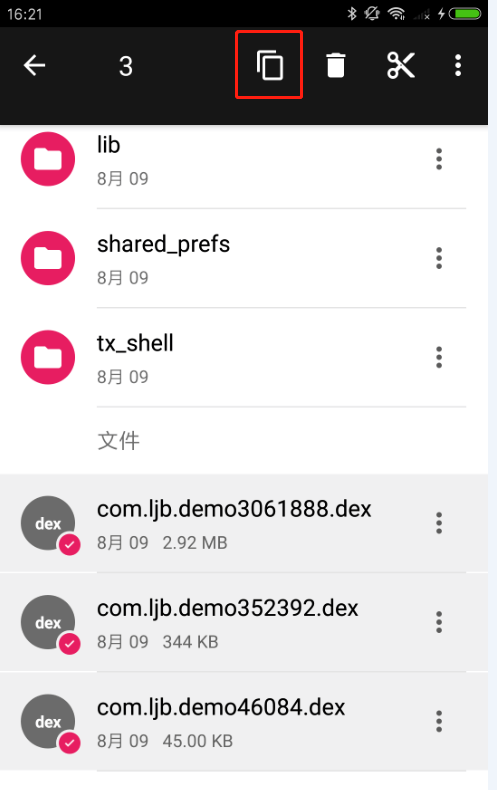 16:21
3
lib
8月 09
shared_prefs
8月 09
tx_shell
8月 09
文件
dex
com.ljb.demo3061888.dex
8月 09 2.92 MB
dex
com.ljb.demo352392.dex
8月 09 344 KB
dex
com.ljb.demo46084.dex
8月 09 45.00 KB